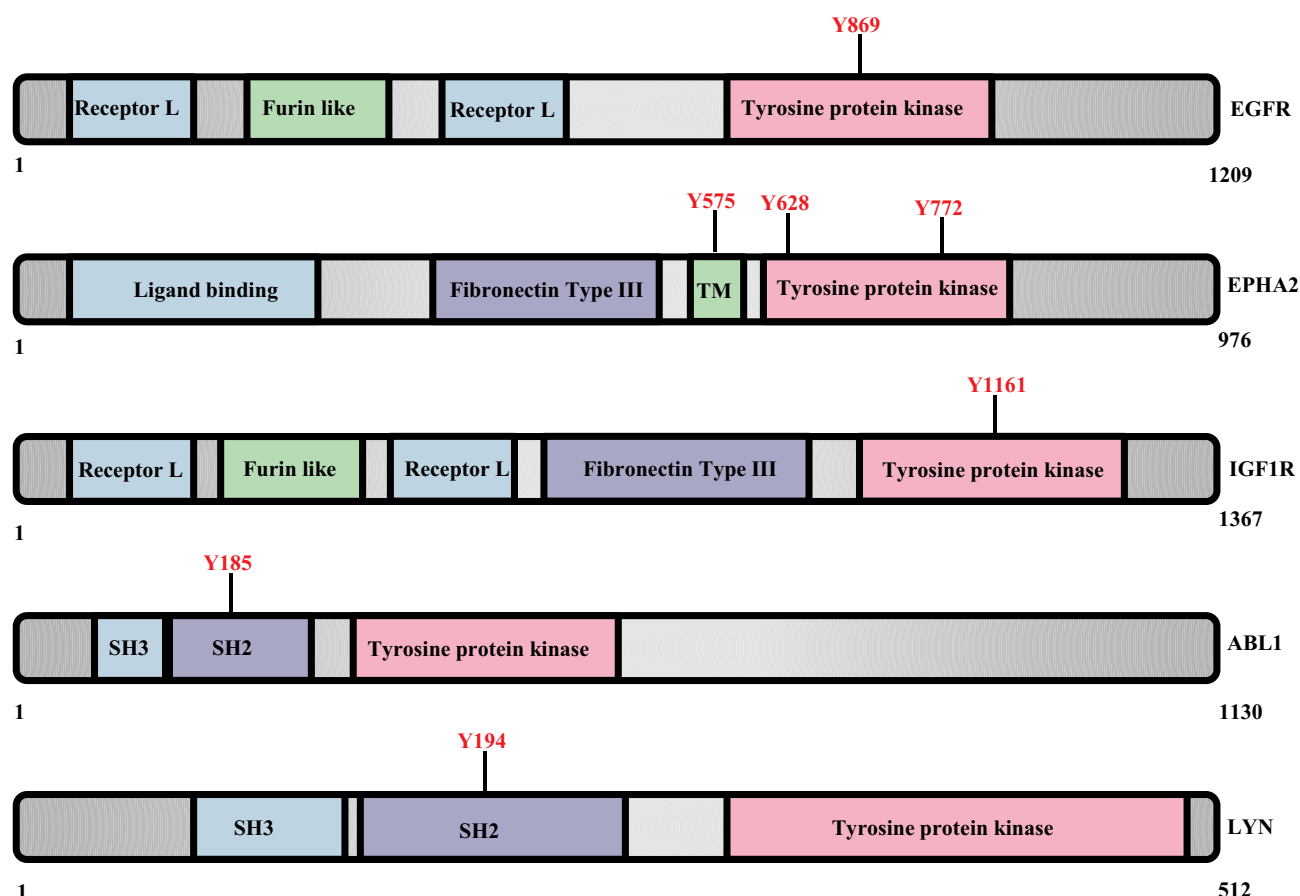 Y869
Receptor L Furin like Receptor L Tyrosine protein kinase EGFR
1 1209
Y575 Y628 Y772
Ligand binding Fibronectin Type III TM Tyrosine protein kinase EPHA2
1 976
Y1161
Receptor L Furin like Receptor L Fibronectin Type III Tyrosine protein kinase IGF1R
1 1367
Y185
SH3 SH2 Tyrosine protein kinase ABL1
1 1130
Y194
SH3 SH2 Tyrosine protein kinase LYN
1 512